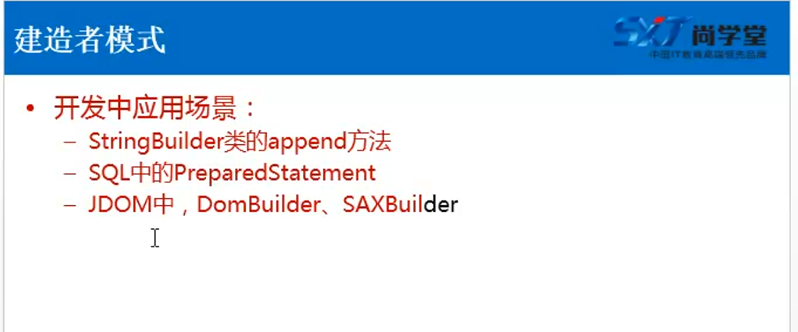 建造者模式
SXT 尚学堂
中国IT教育高端领先品牌
• 开发中应用场景：
– StringBuilder类的append方法
– SQL中的PreparedStatement
– JDOM中，DomBuilder、SAXBuilder